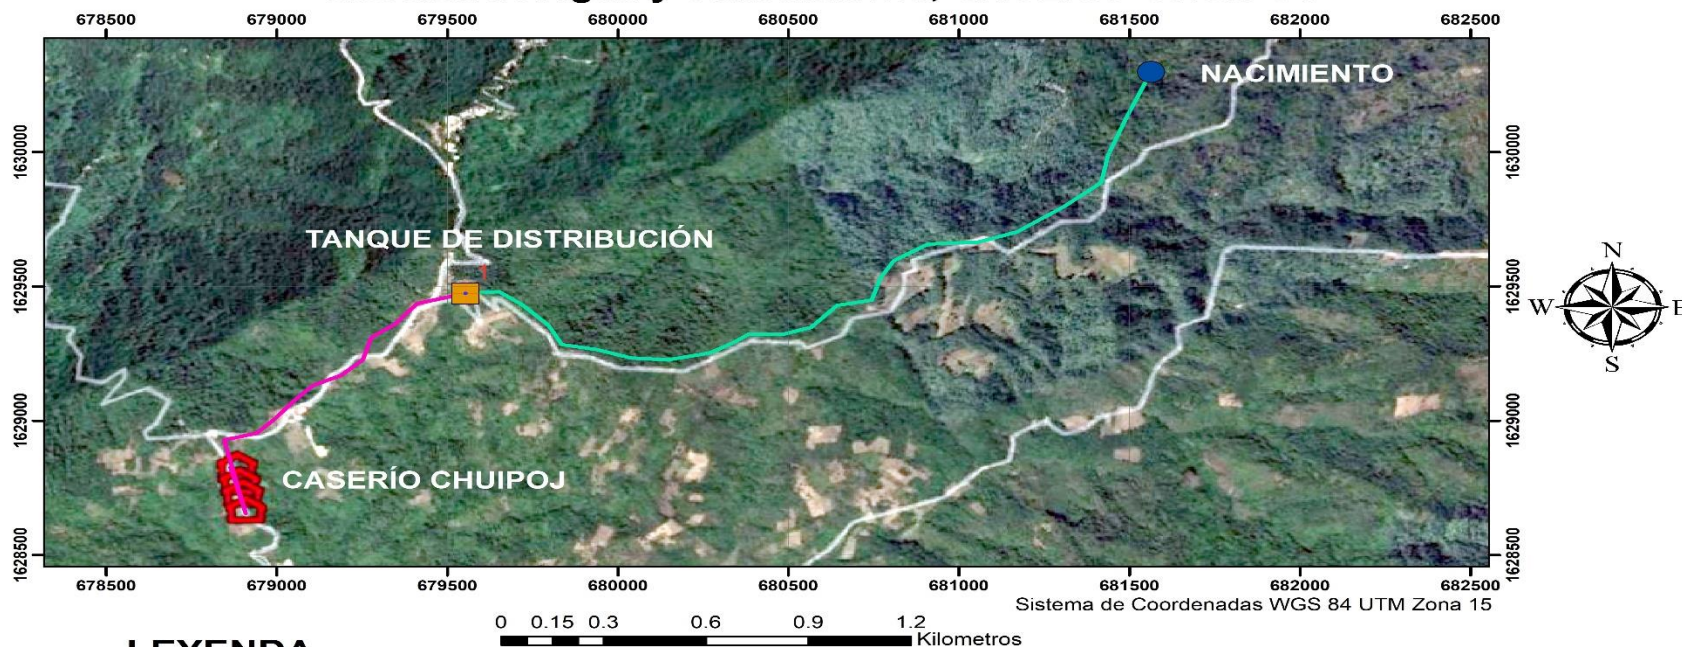 678500 679000 679500 680000 680500 681000 681500 682000 682500
NACIMIENTO
1630000 1630000
TANQUE DE DISTRIBUCIÓN
1629500 1629500
N
W E
S
1629000 1629000
CASERÍO CHUIPOJ
1628500 1628500
678500 679000 679500 680000 680500 681000 681500 682000 682500
Sistema de Coordenadas WGS 84 UTM Zona 15
0 0.15 0.3 0.6 0.9 1.2
Kilometros
LEYENDA